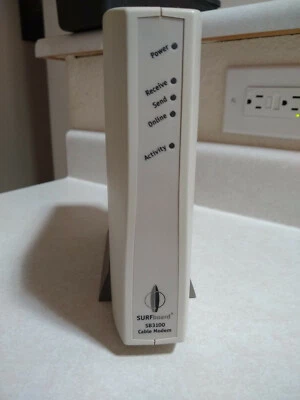 Power
Receive
Send
Online
Activity
SURFboard®
SB3100
Cable Modem